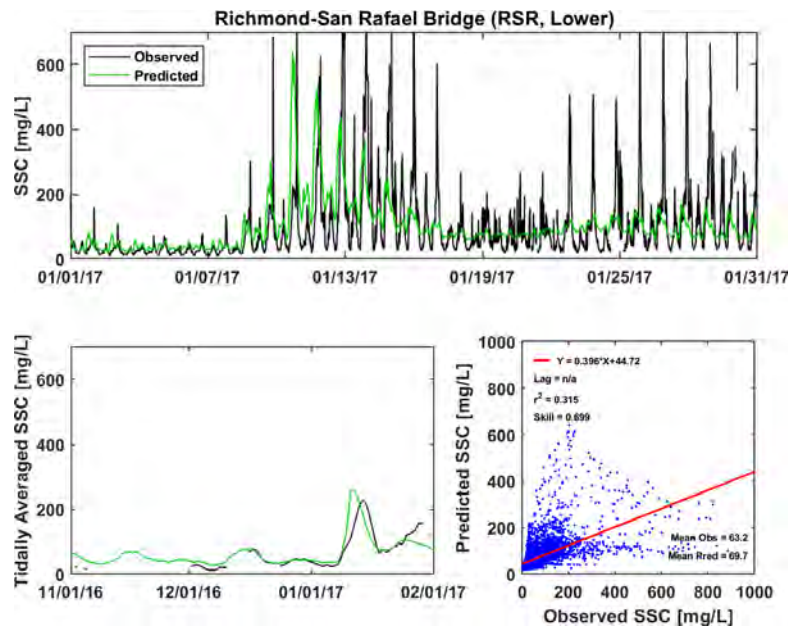 Richmond-San Rafael Bridge (RSR, Lower)
SSC [mg/L]
600
400
200
0
Observed
Predicted
01/01/17 01/07/17 01/13/17 01/19/17 01/25/17 01/31/17
Tidally Averaged SSC [mg/L]
600
400
200
0
11/01/16 12/01/16 01/01/17 02/01/17
Predicted SSC [mg/L]
1000
800
600
400
200
0
Y = 0.396*X+44.72
Lag = n/a
r2 = 0.315
Skill = 0.699
Mean Obs = 63.2
Mean Rred = 69.7
0 200 400 600 800 1000
Observed SSC [mg/L]